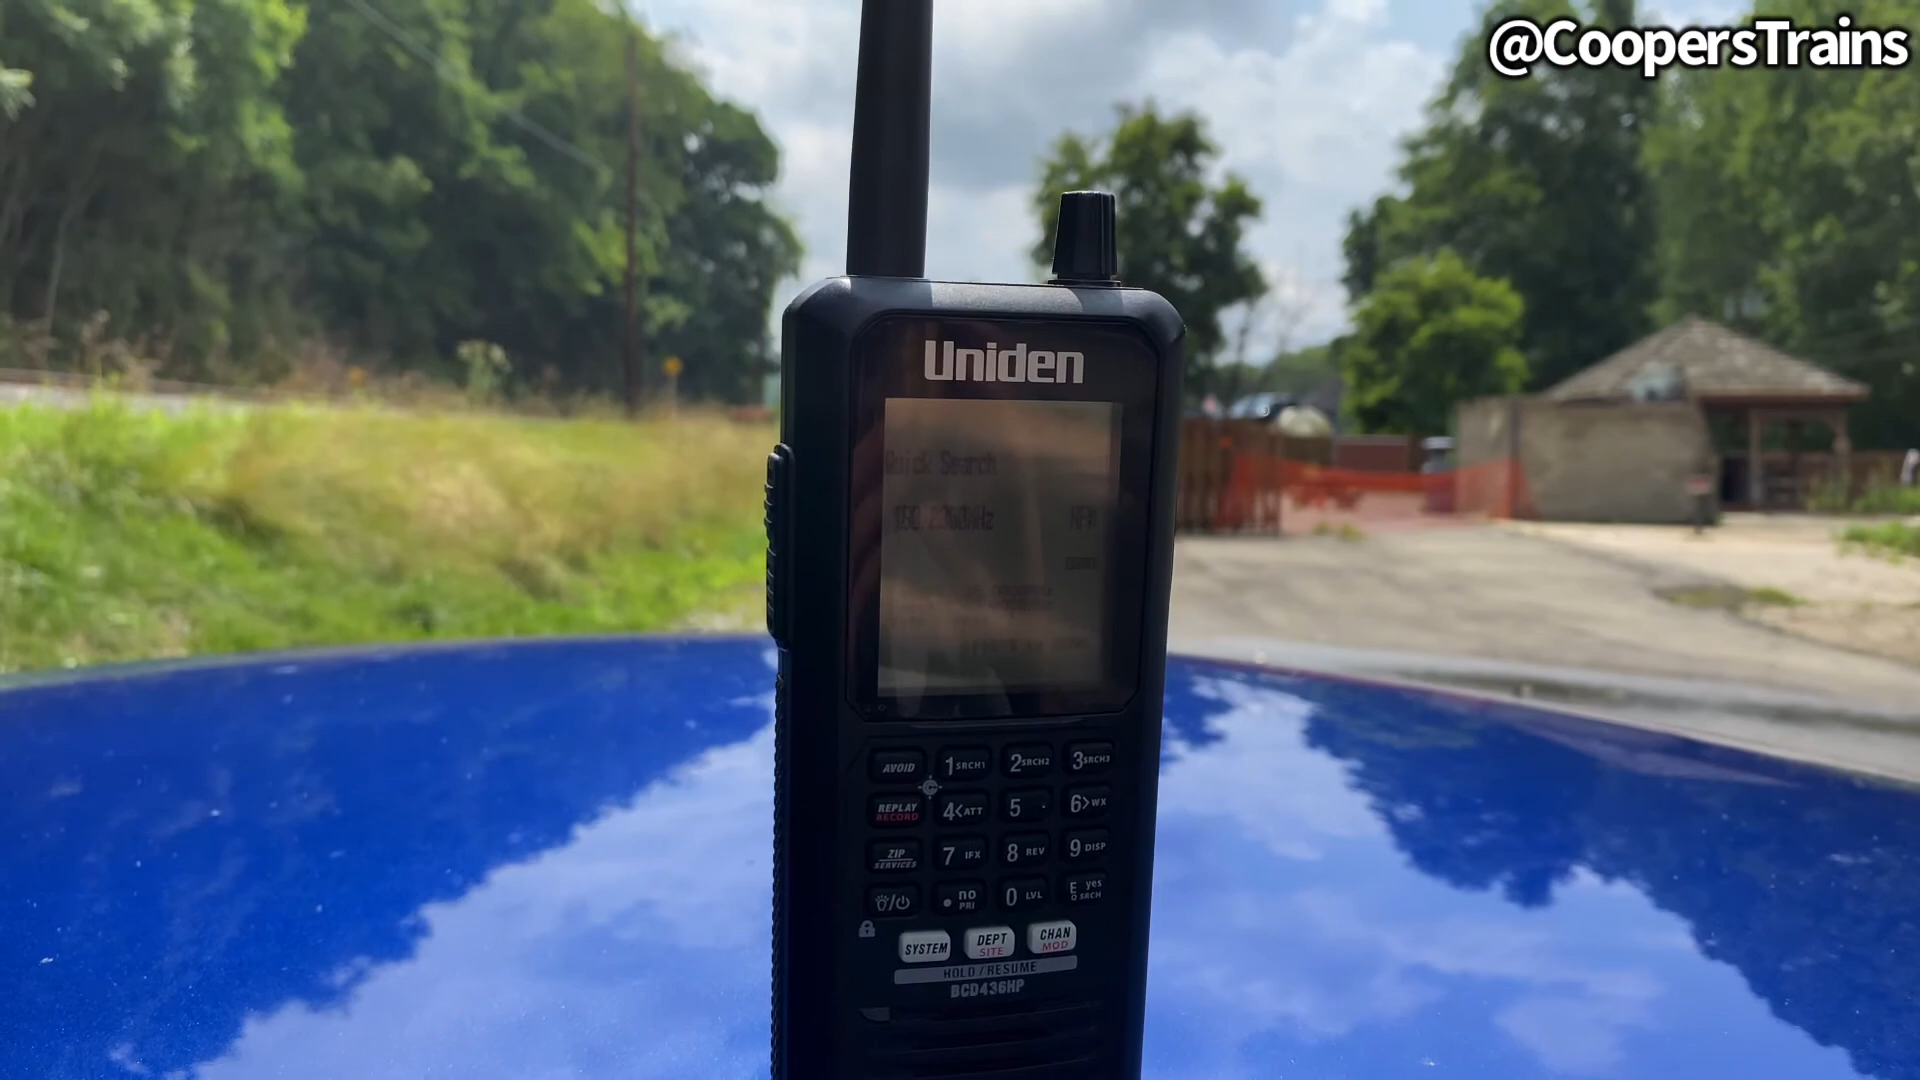 @CoopersTrains
Uniden
Quick Search
AVOID 1 SRCH1 2 SRCH2 3 SRCH3
REPLAY RECORD 4< ATT 5 6> WX
ZIP SERVICES 7 IFX 8 REV 9 DISP
. no PRI 0 LVL E yes Q SRCH
SYSTEM DEPT SITE CHAN MOD
HOLD / RESUME
BCD436HP